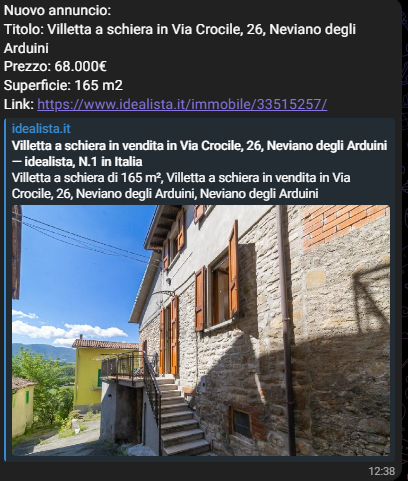 Nuovo annuncio:
Titolo: Villetta a schiera in Via Crocile, 26, Neviano degli
Arduini
Prezzo: 68.000€
Superficie: 165 m2
Link: https://www.idealista.it/immobile/33515257/
idealista.it
Villetta a schiera in vendita in Via Crocile, 26, Neviano degli Arduini
— idealista, N.1 in Italia
Villetta a schiera di 165 m², Villetta a schiera in vendita in Via
Crocile, 26, Neviano degli Arduini, Neviano degli Arduini
12:38